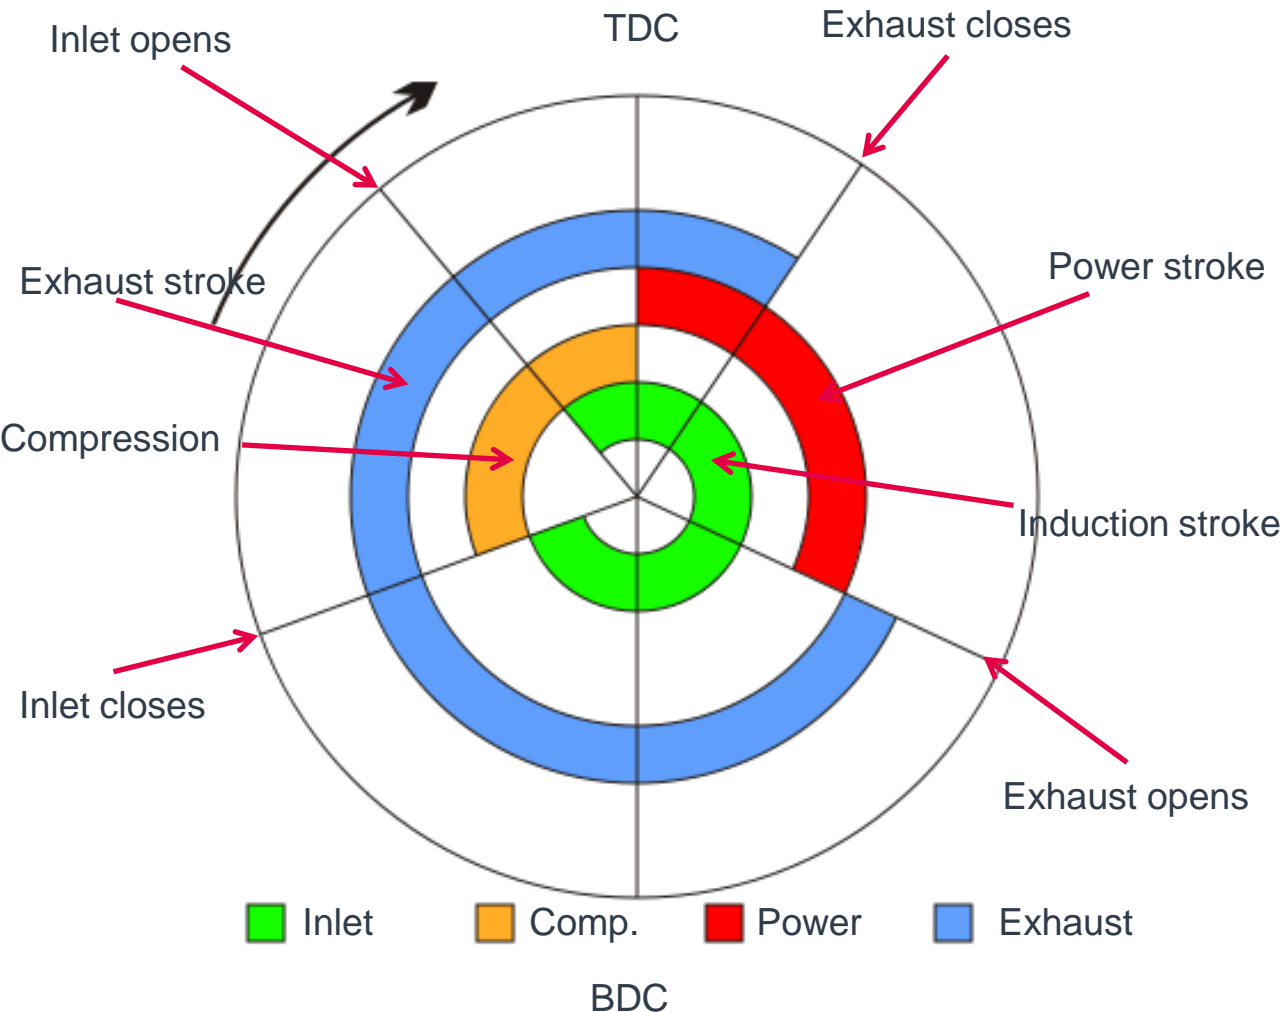 TDC
Exhaust closes
Inlet opens
Power stroke
Exhaust stroke
Compression
Induction stroke
Inlet closes
Exhaust opens
Inlet
Comp.
Power
Exhaust
BDC